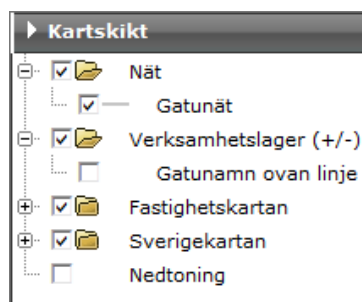 Kartskikt
Nät
Gatunät
Verksamhetslager (+/-)
Gatunamn ovan linje
Fastighetskartan
Sverigekartan
Nedtoning